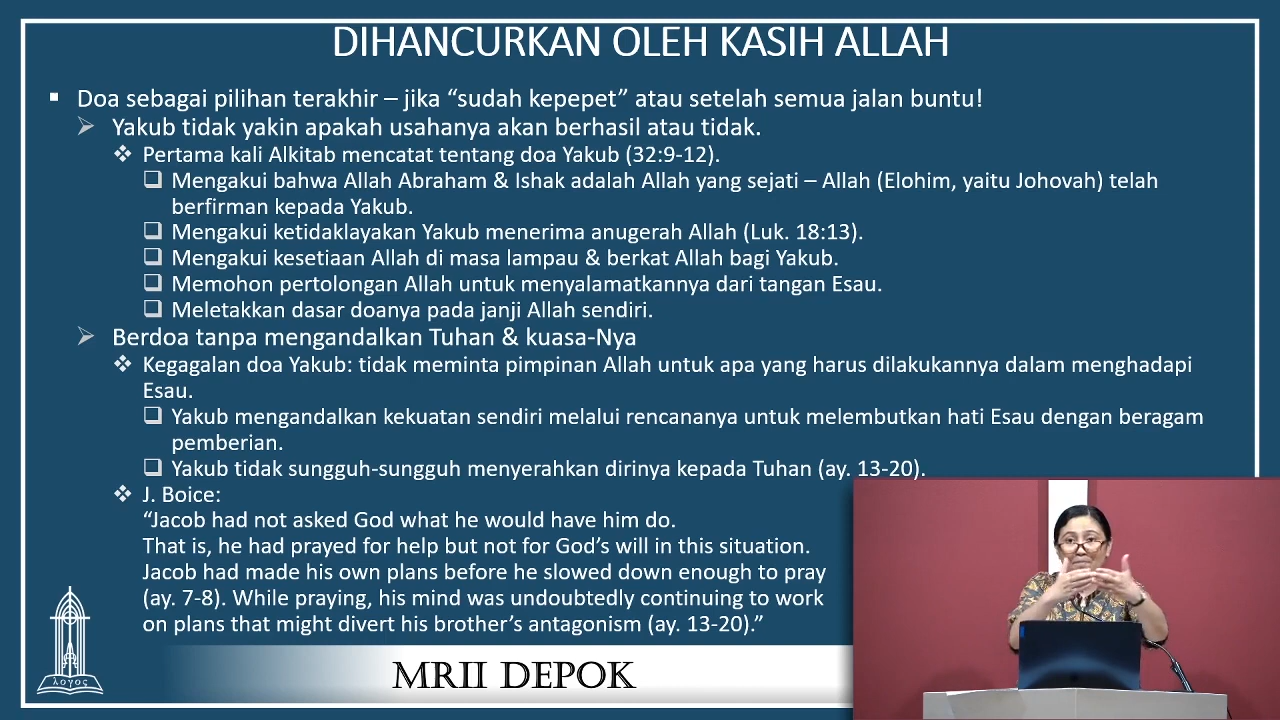 DIHANCURKAN OLEH KASIH ALLAH
▪ Doa sebagai pilihan terakhir – jika “sudah kepepet” atau setelah semua jalan buntu!
➢ Yakub tidak yakin apakah usahanya akan berhasil atau tidak.
❖ Pertama kali Alkitab mencatat tentang doa Yakub (32:9-12).
❑ Mengakui bahwa Allah Abraham & Ishak adalah Allah yang sejati – Allah (Elohim, yaitu Johovah) telah
berfirman kepada Yakub.
❑ Mengakui ketidaklayakan Yakub menerima anugerah Allah (Luk. 18:13).
❑ Mengakui kesetiaan Allah di masa lampau & berkat Allah bagi Yakub.
❑ Memohon pertolongan Allah untuk menyalamatkannya dari tangan Esau.
❑ Meletakkan dasar doanya pada janji Allah sendiri.
➢ Berdoa tanpa mengandalkan Tuhan & kuasa-Nya
❖ Kegagalan doa Yakub: tidak meminta pimpinan Allah untuk apa yang harus dilakukannya dalam menghadapi
Esau.
❑ Yakub mengandalkan kekuatan sendiri melalui rencananya untuk melembutkan hati Esau dengan beragam
pemberian.
❑ Yakub tidak sungguh-sungguh menyerahkan dirinya kepada Tuhan (ay. 13-20).
❖ J. Boice:
“Jacob had not asked God what he would have him do.
That is, he had prayed for help but not for God’s will in this situation.
Jacob had made his own plans before he slowed down enough to pray
(ay. 7-8). While praying, his mind was undoubtedly continuing to work
on plans that might divert his brother’s antagonism (ay. 13-20).”
λογος
MRII DEPOK